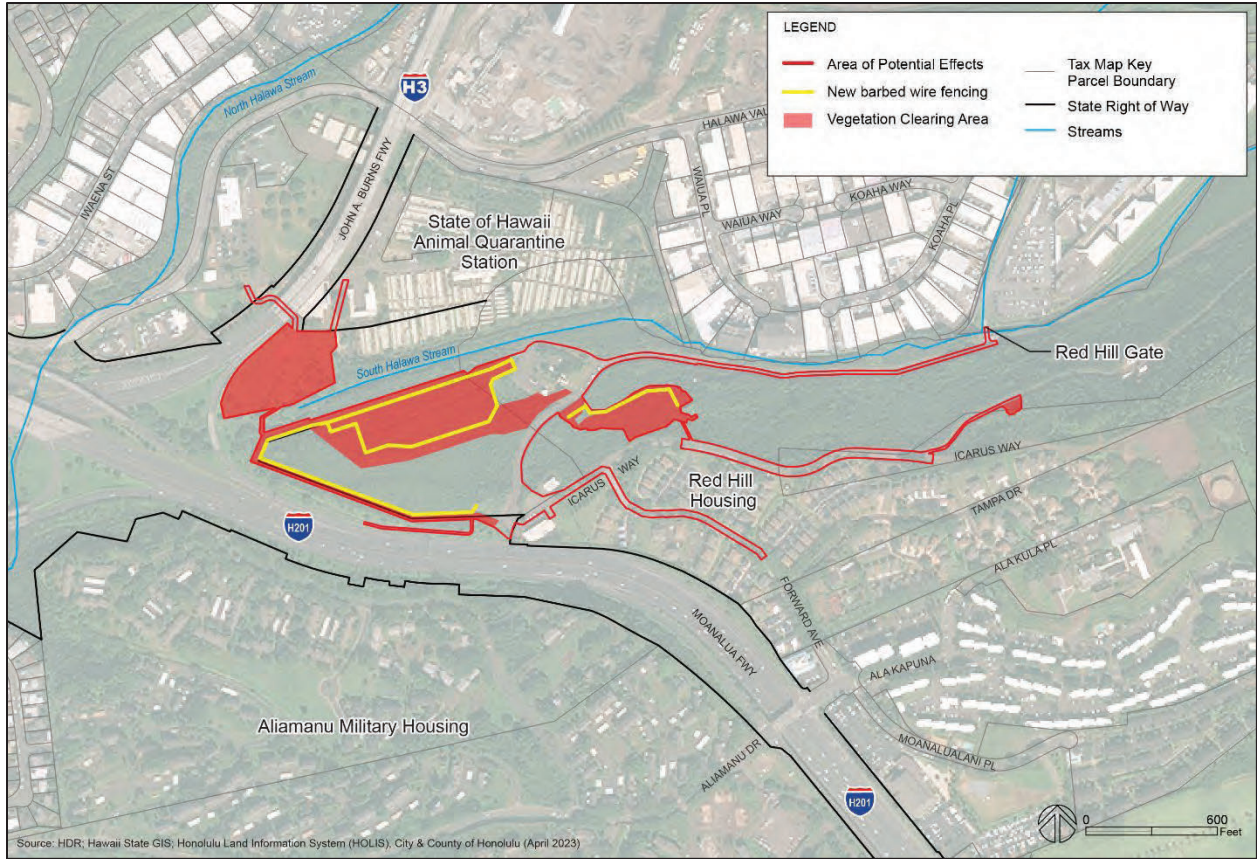 LEGEND
Area of Potential Effects
New barbed wire fencing
Vegetation Clearing Area
Tax Map Key
Parcel Boundary
State Right of Way
Streams
H3
North Halawa Stream
HALAWA VAL
IWAENA ST
JOHN A. BURNS FWY
WAIUA PL
KOAHA WAY
WAIUA WAY
KOAHA PL
State of Hawaii
Animal Quarantine
Station
South Halawa Stream
Red Hill Gate
ICARUS WAY
Red Hill
Housing
ICARUS WAY
TAMPA DR
ALA KULA PL
H201
FORWARD AVE
MOANALUA FWY
ALA KAPUNA
Aliamanu Military Housing
MOANALUALANI PL
ALIAMANU DR
H201
0 600
Feet
Source: HDR; Hawaii State GIS; Honolulu Land Information System (HOLIS), City & County of Honolulu (April 2023)